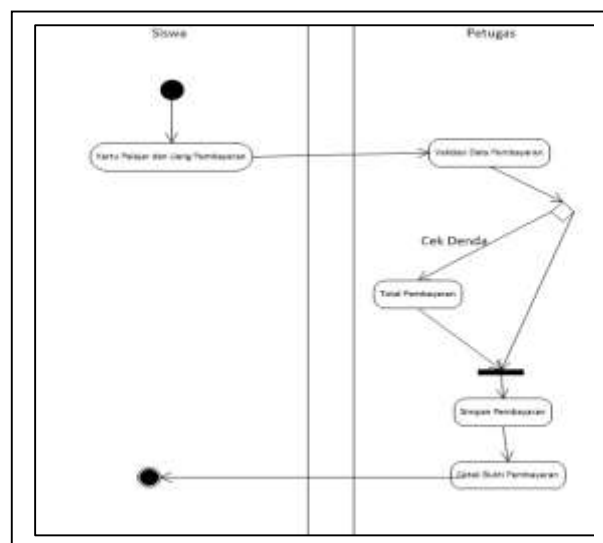 Siswa
Petugas
Kartu Pelajar dan Uang Pembayaran
Validasi Data Pembayaran
Cek Denda
Total Pembayaran
Simpan Pembayaran
Cetak Bukti Pembayaran